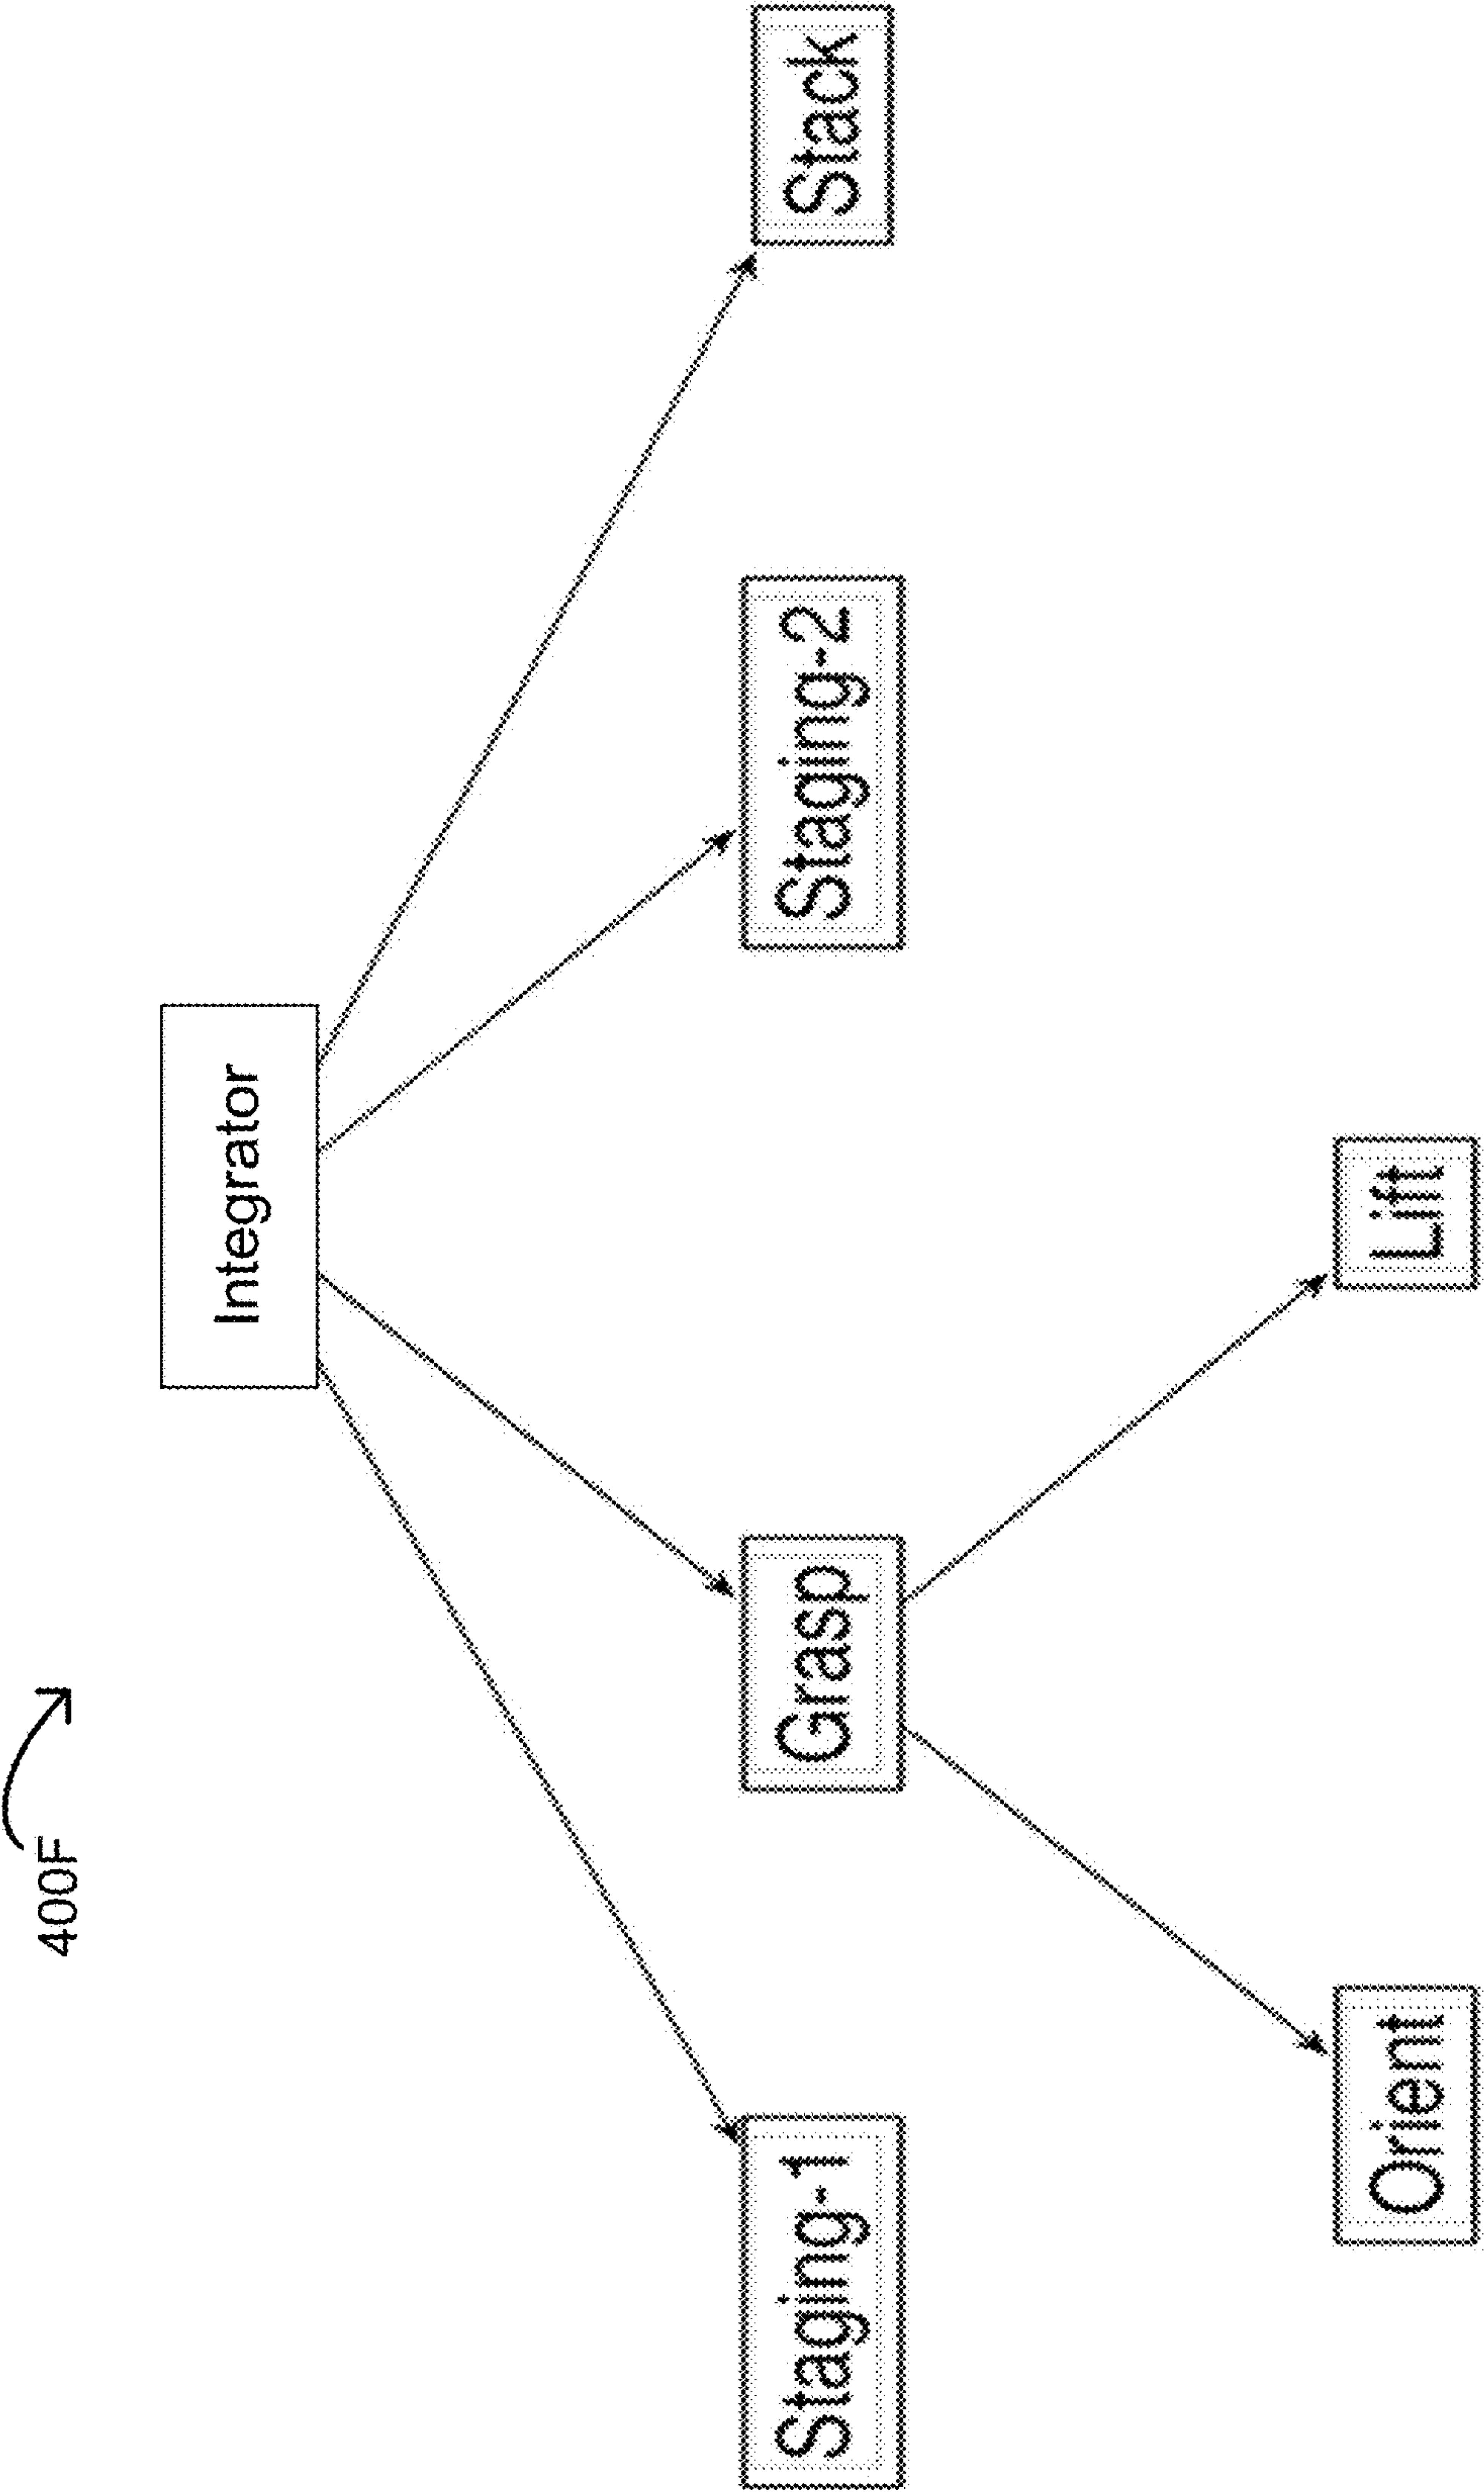 400F
Integrator
Staging-1
Grasp
Staging-2
Stack
Orient
Lift